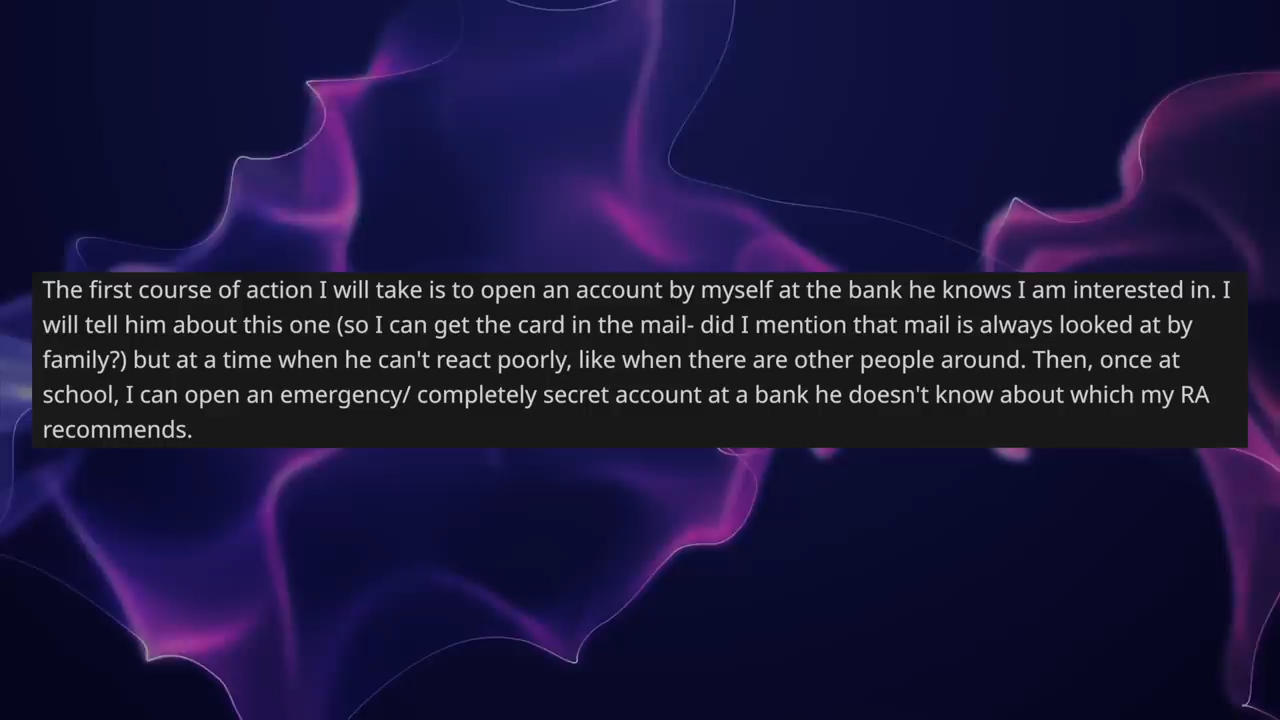 The first course of action I will take is to open an account by myself at the bank he knows I am interested in. I
will tell him about this one (so I can get the card in the mail- did I mention that mail is always looked at by
family?) but at a time when he can't react poorly, like when there are other people around. Then, once at
school, I can open an emergency/ completely secret account at a bank he doesn't know about which my RA
recommends.